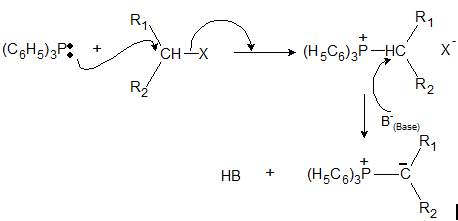 R₁
(C₆H₅)₃P: + CH–X (H₅C₆)₃P⁺–HC R₁ X⁻
R₂ R₂
B⁻(Base)
HB + (H₅C₆)₃P⁺–C⁻ R₁
R₂